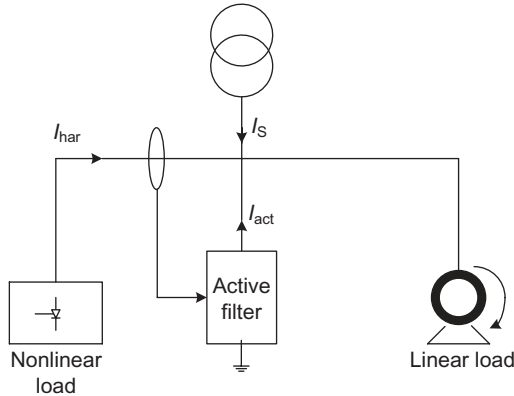 I_S
I_har
I_act
Active
filter
Nonlinear
load
Linear load